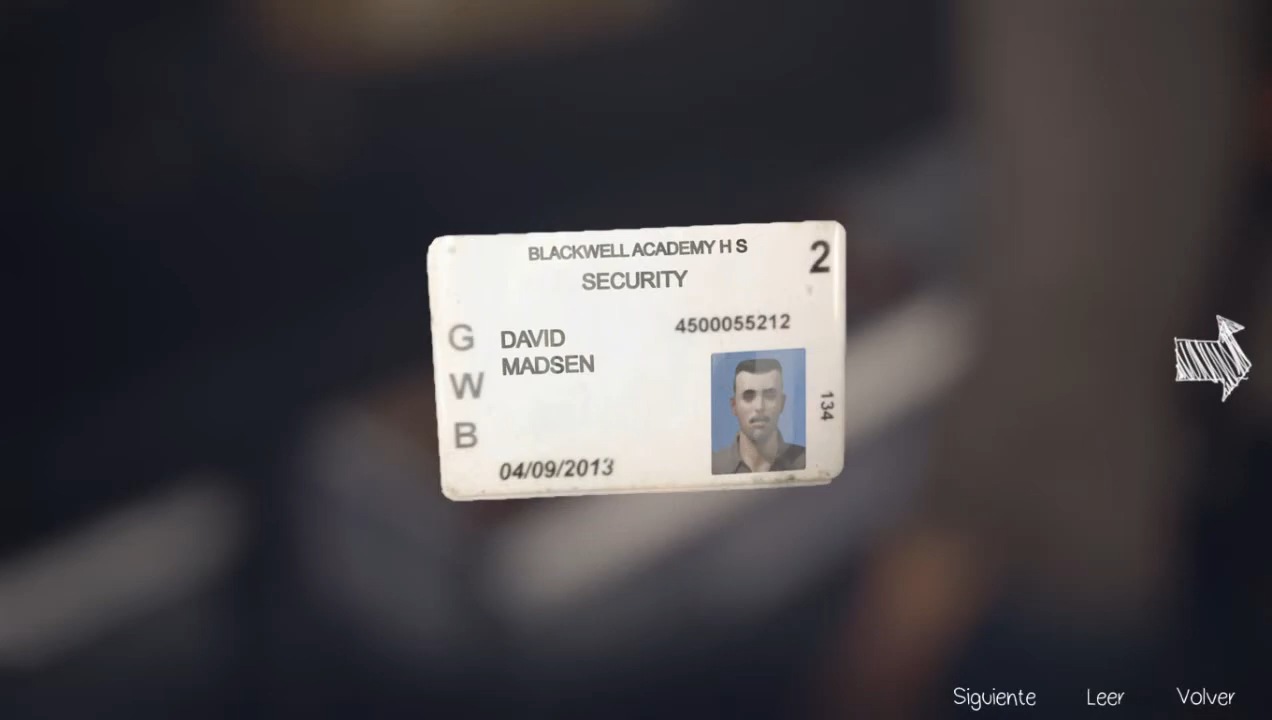 BLACKWELL ACADEMY H S
2
SECURITY
4500055212
G
DAVID
MADSEN
W
B
134
04/09/2013
Siguiente Leer Volver